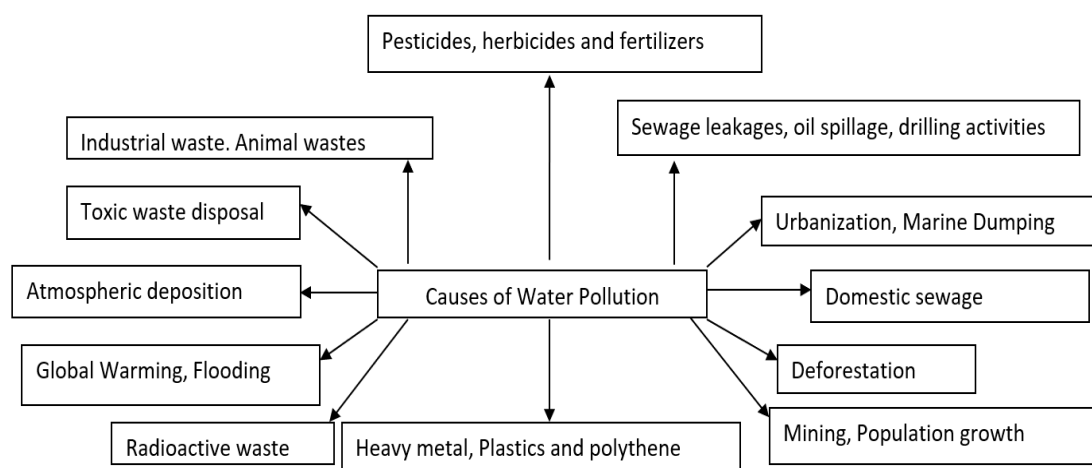 Pesticides, herbicides and fertilizers
Sewage leakages, oil spillage, drilling activities
Industrial waste. Animal wastes
Toxic waste disposal
Urbanization, Marine Dumping
Atmospheric deposition
Causes of Water Pollution
Domestic sewage
Global Warming, Flooding
Deforestation
Radioactive waste
Heavy metal, Plastics and polythene
Mining, Population growth